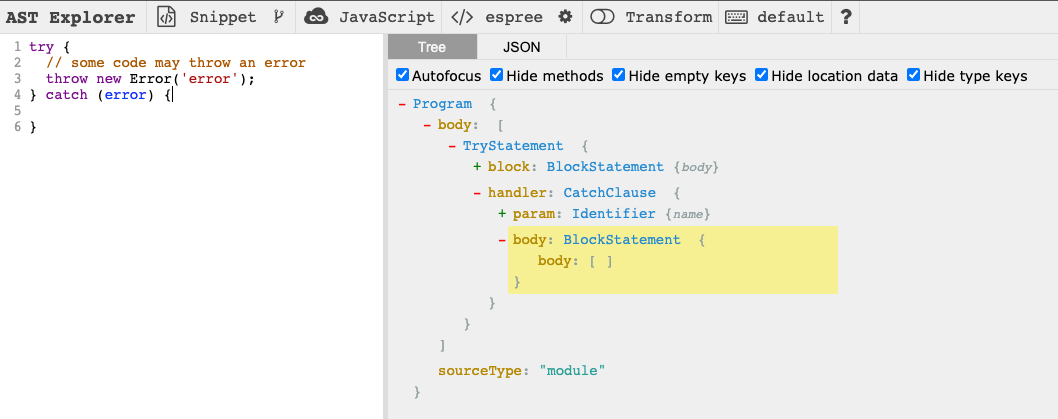 AST Explorer Snippet JavaScript </> espree Transform default ?
1 try {
2 // some code may throw an error
3 throw new Error('error');
4 } catch (error) {
5
6 }
Tree JSON
Autofocus Hide methods Hide empty keys Hide location data Hide type keys
- Program {
- body: [
- TryStatement {
+ block: BlockStatement {body}
- handler: CatchClause {
+ param: Identifier {name}
- body: BlockStatement {
body: [ ]
}
}
}
]
sourceType: "module"
}